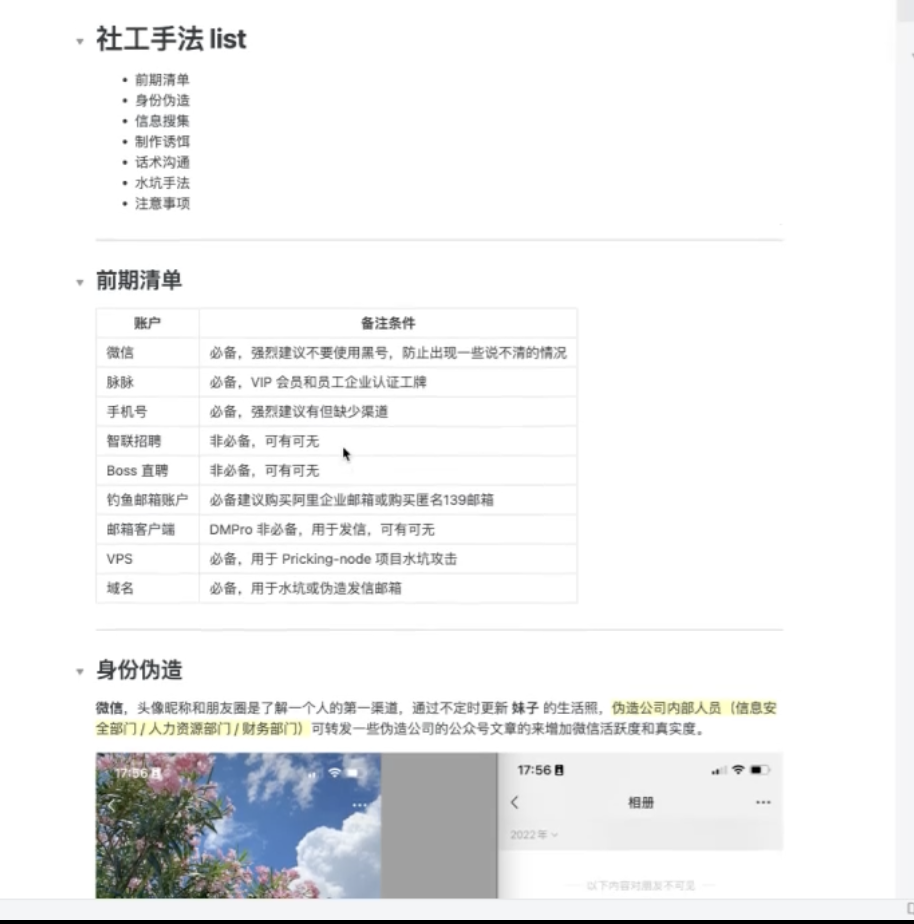 社工手法 list
前期清单
身份伪造
信息搜集
制作诱饵
话术沟通
水坑手法
注意事项
前期清单
账户 备注条件
微信 必备，强烈建议不要使用黑号，防止出现一些说不清的情况
脉脉 必备，VIP 会员和员工企业认证工牌
手机号 必备，强烈建议有但缺少渠道
智联招聘 非必备，可有可无
Boss 直聘 非必备，可有可无
钓鱼邮箱账户 必备建议购买阿里企业邮箱或购买匿名139邮箱
邮箱客户端 DMPro 非必备，用于发信，可有可无
VPS 必备，用于 Pricking-node 项目水坑攻击
域名 必备，用于水坑或伪造发信邮箱
身份伪造
微信，头像昵称和朋友圈是了解一个人的第一渠道，通过不定时更新 妹子 的生活照，伪造公司内部人员（信息安
全部门 / 人力资源部门 / 财务部门）可转发一些伪造公司的公众号文章的来增加微信活跃度和真实度。
17:56
17:56
相册
2022年
以下内容对朋友不可见